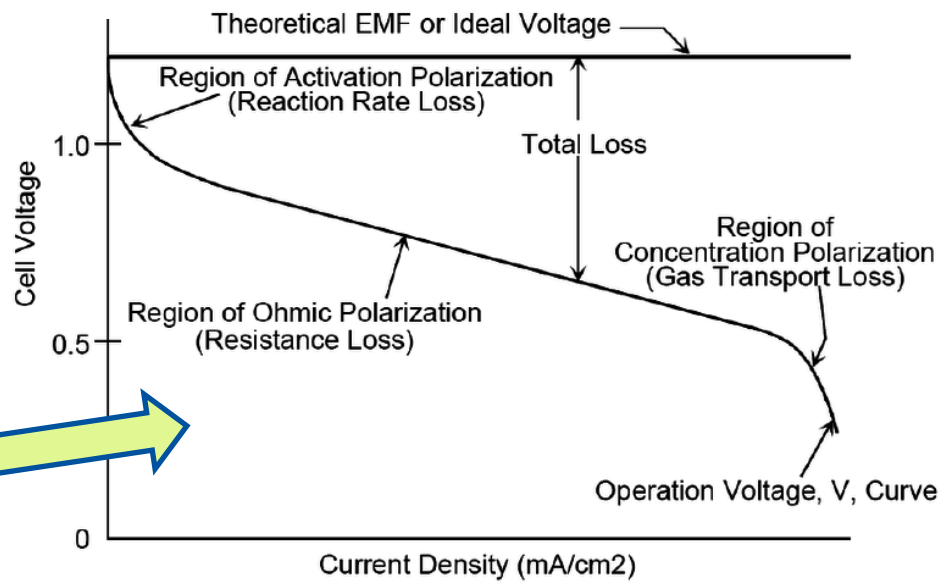 Theoretical EMF or Ideal Voltage
Region of Activation Polarization
(Reaction Rate Loss)
1.0
Total Loss
Cell Voltage
Region of
Concentration Polarization
(Gas Transport Loss)
Region of Ohmic Polarization
(Resistance Loss)
0.5
Operation Voltage, V, Curve
0
Current Density (mA/cm2)